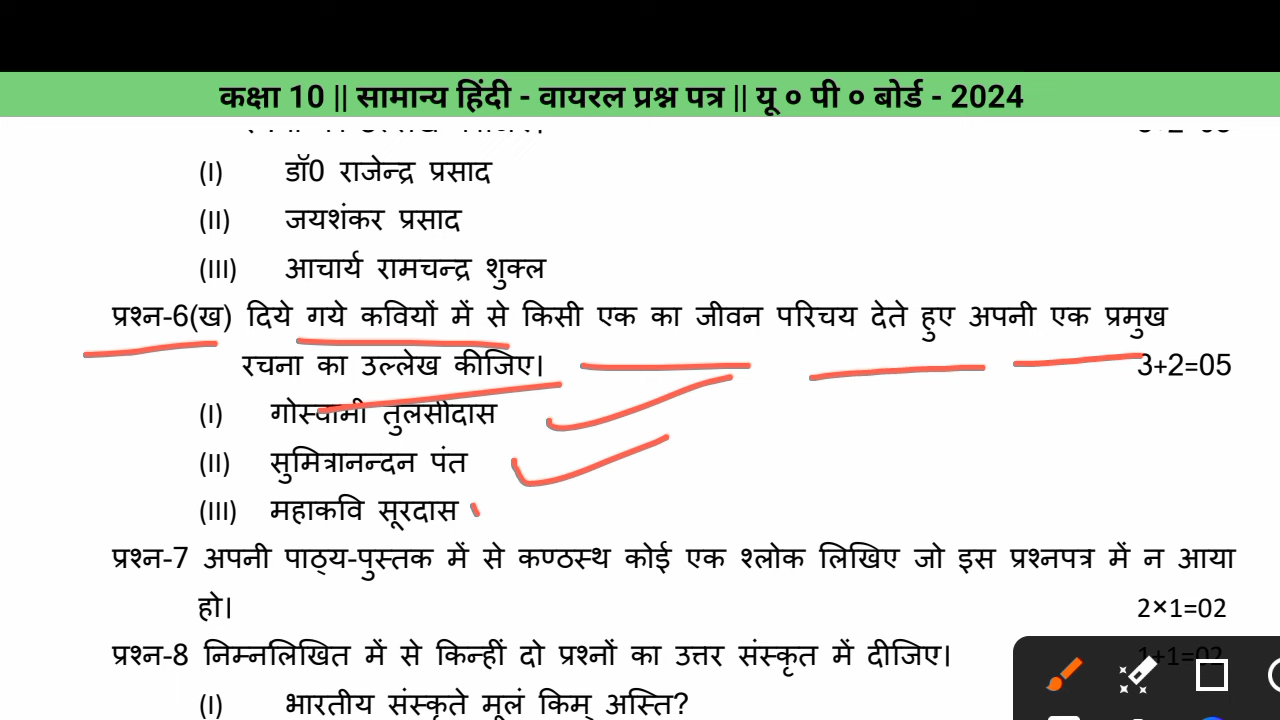 कक्षा 10 || सामान्य हिंदी - वायरल प्रश्न पत्र || यू ० पी ० बोर्ड - 2024
(I) डॉ0 राजेन्द्र प्रसाद
(II) जयशंकर प्रसाद
(III) आचार्य रामचन्द्र शुक्ल
प्रश्न-6(ख) दिये गये कवियों में से किसी एक का जीवन परिचय देते हुए अपनी एक प्रमुख
रचना का उल्लेख कीजिए। 3+2=05
(I) गोस्वामी तुलसीदास
(II) सुमित्रानन्दन पंत
(III) महाकवि सूरदास
प्रश्न-7 अपनी पाठ्य-पुस्तक में से कण्ठस्थ कोई एक श्लोक लिखिए जो इस प्रश्नपत्र में न आया
हो। 2×1=02
प्रश्न-8 निम्नलिखित में से किन्हीं दो प्रश्नों का उत्तर संस्कृत में दीजिए। 1+1=02
(I) भारतीय संस्कृते मूलं किम् अस्ति?